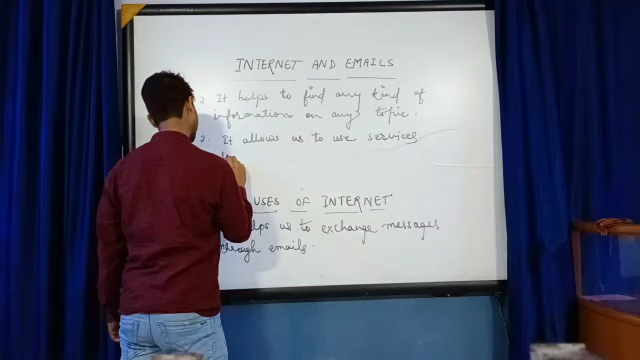 INTERNET AND EMAILS
2. It helps to find any kind of
information on any topic.
3. It allows us to use services
USES OF INTERNET
us to exchange messages
through emails.